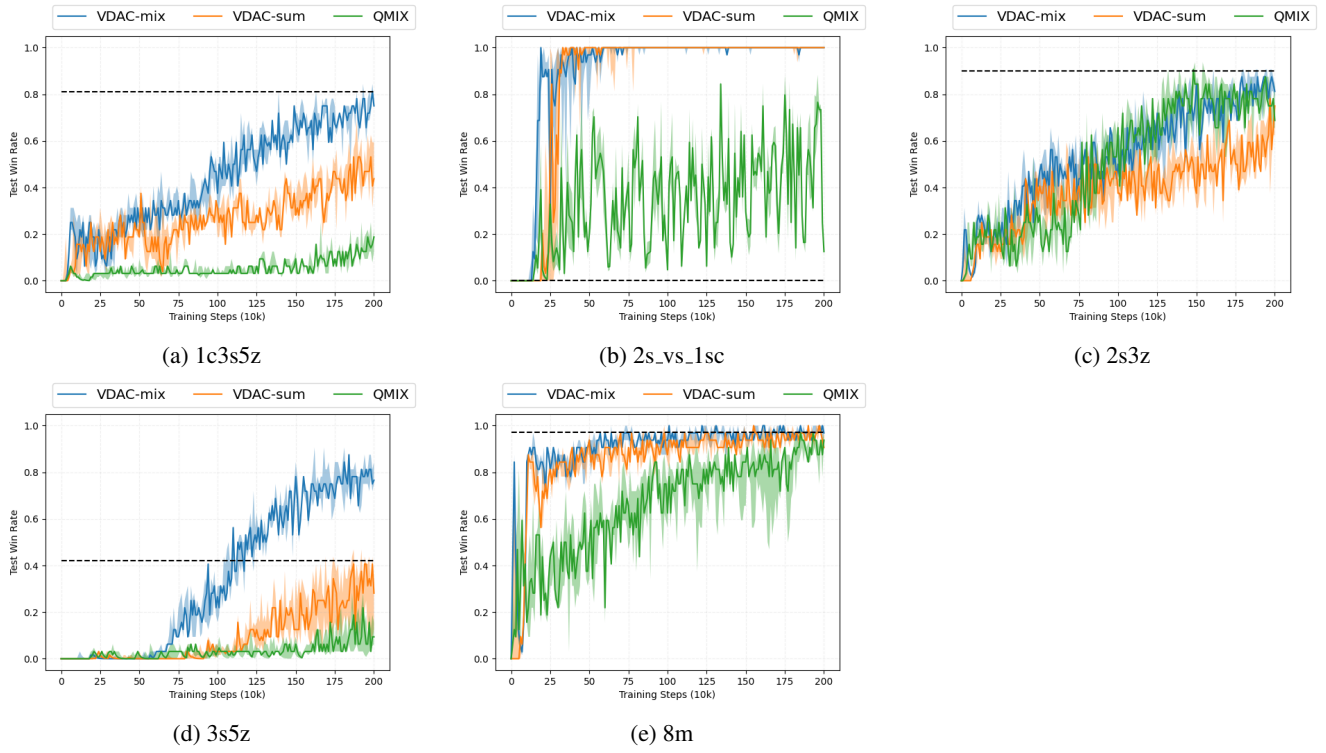 VDAC-mix VDAC-sum QMIX
1.0
0.8
0.6
0.4
0.2
0.0
Test Win Rate
0 25 50 75 100 125 150 175 200
Training Steps (10k)
(a) 1c3s5z
VDAC-mix VDAC-sum QMIX
1.0
0.8
0.6
0.4
0.2
0.0
Test Win Rate
0 25 50 75 100 125 150 175 200
Training Steps (10k)
(b) 2s_vs_1sc
VDAC-mix VDAC-sum QMIX
1.0
0.8
0.6
0.4
0.2
0.0
Test Win Rate
0 25 50 75 100 125 150 175 200
Training Steps (10k)
(c) 2s3z
VDAC-mix VDAC-sum QMIX
1.0
0.8
0.6
0.4
0.2
0.0
Test Win Rate
0 25 50 75 100 125 150 175 200
Training Steps (10k)
(d) 3s5z
VDAC-mix VDAC-sum QMIX
1.0
0.8
0.6
0.4
0.2
0.0
Test Win Rate
0 25 50 75 100 125 150 175 200
Training Steps (10k)
(e) 8m